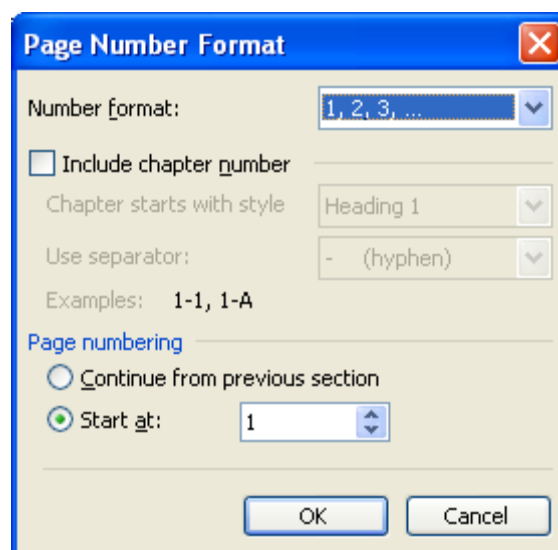 Page Number Format
Number format: 1, 2, 3, ...
Include chapter number
Chapter starts with style Heading 1
Use separator: - (hyphen)
Examples: 1-1, 1-A
Page numbering
Continue from previous section
Start at: 1
OK Cancel